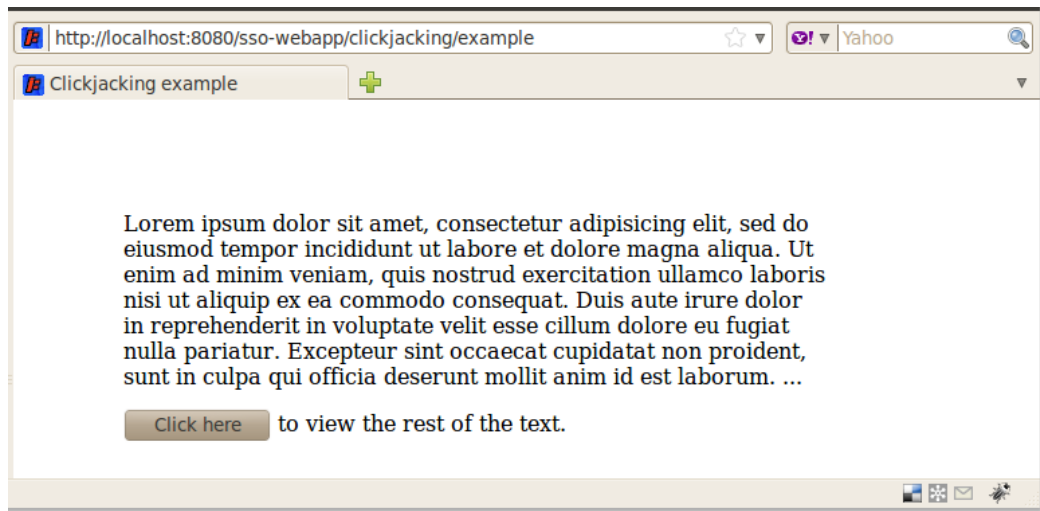 http://localhost:8080/sso-webapp/clickjacking/example
Yahoo
Clickjacking example
Lorem ipsum dolor sit amet, consectetur adipisicing elit, sed do
eiusmod tempor incididunt ut labore et dolore magna aliqua. Ut
enim ad minim veniam, quis nostrud exercitation ullamco laboris
nisi ut aliquip ex ea commodo consequat. Duis aute irure dolor
in reprehenderit in voluptate velit esse cillum dolore eu fugiat
nulla pariatur. Excepteur sint occaecat cupidatat non proident,
sunt in culpa qui officia deserunt mollit anim id est laborum. ...
Click here to view the rest of the text.